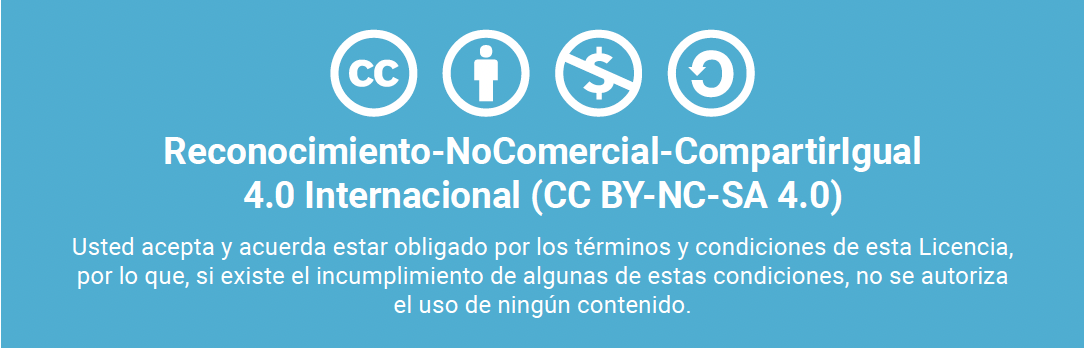 CC $
Reconocimiento-NoComercial-CompartirIgual
4.0 Internacional (CC BY-NC-SA 4.0)
Usted acepta y acuerda estar obligado por los términos y condiciones de esta Licencia,
por lo que, si existe el incumplimiento de algunas de estas condiciones, no se autoriza
el uso de ningún contenido.